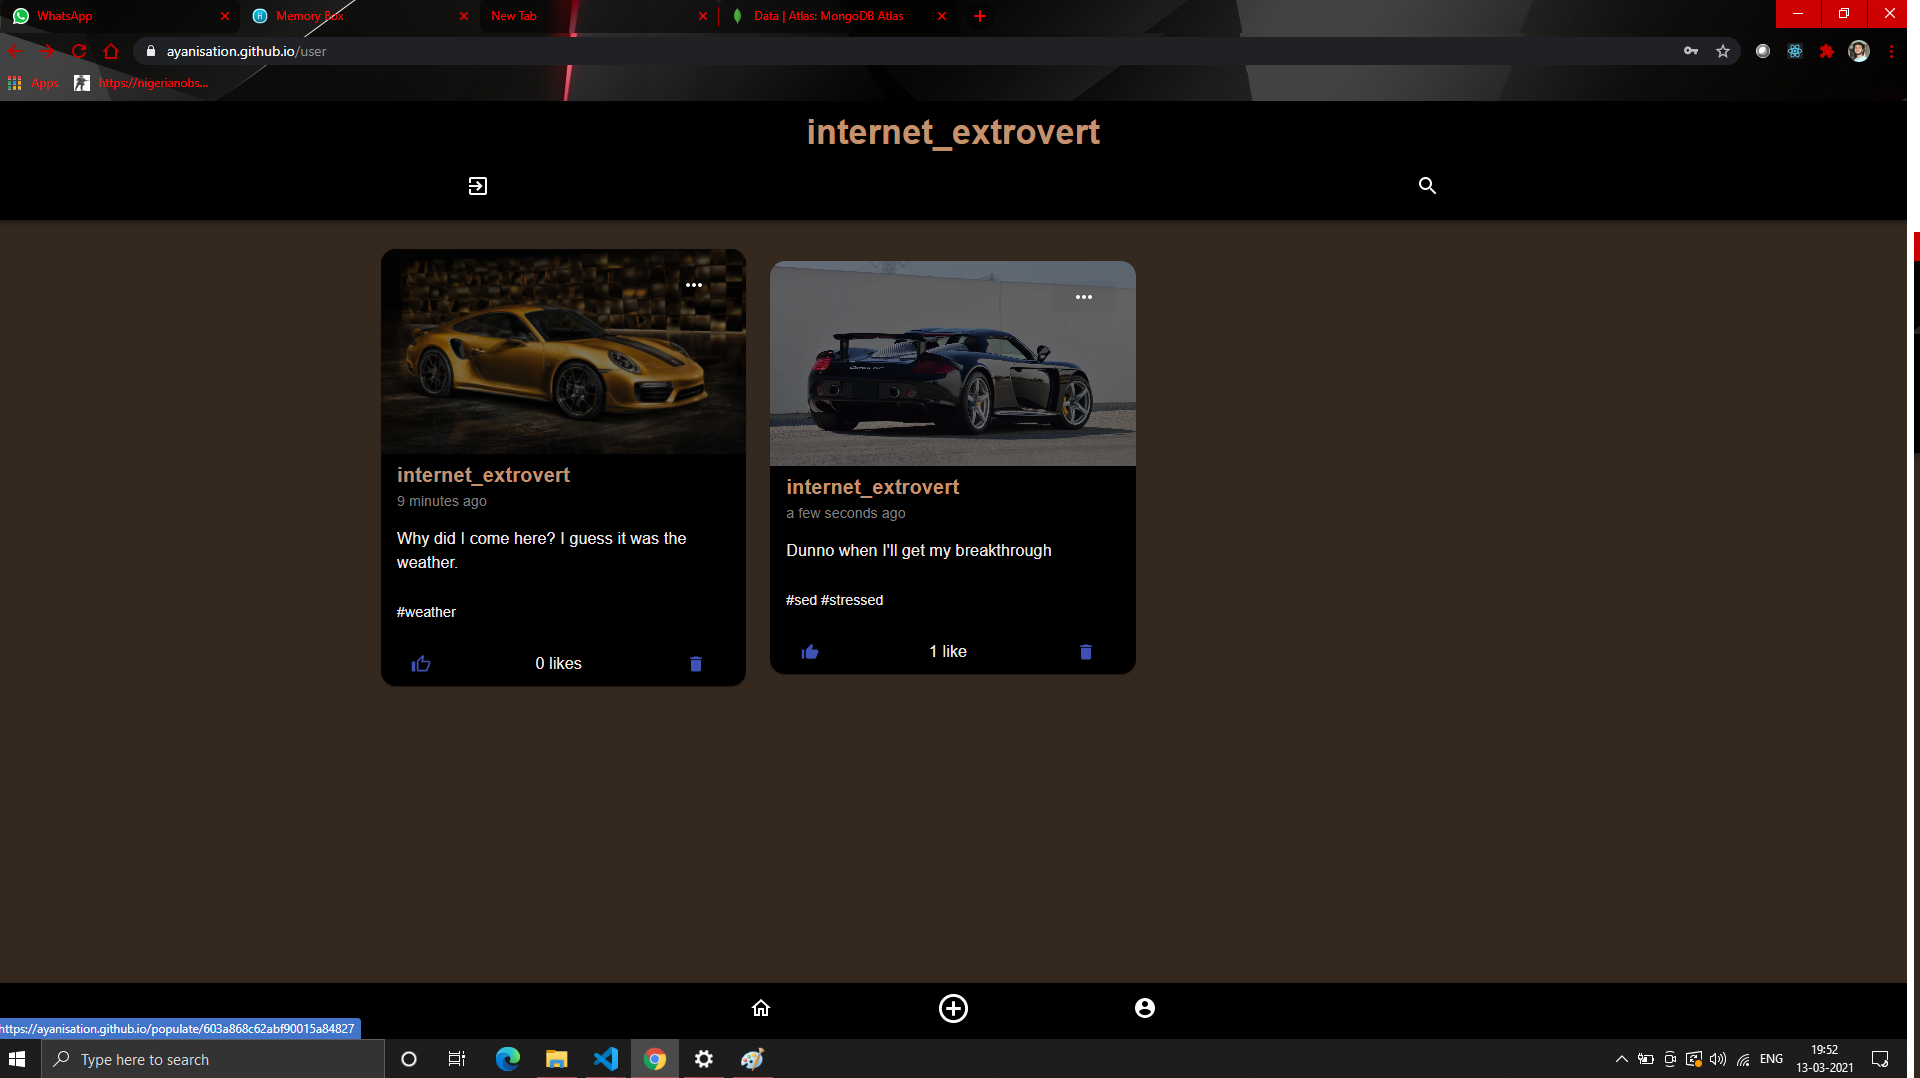 WhatsApp
Memory Box
New Tab
Data | Atlas: MongoDB Atlas
ayanisation.github.io/user
Apps
https://nigerianobs...
internet_extrovert
internet_extrovert
9 minutes ago
Why did I come here? I guess it was the
weather.
#weather
0 likes
internet_extrovert
a few seconds ago
Dunno when I'll get my breakthrough
#sed #stressed
1 like
https://ayanisation.github.io/populate/603a868c62abf90015a84827
Type here to search
ENG
19:52
13-03-2021